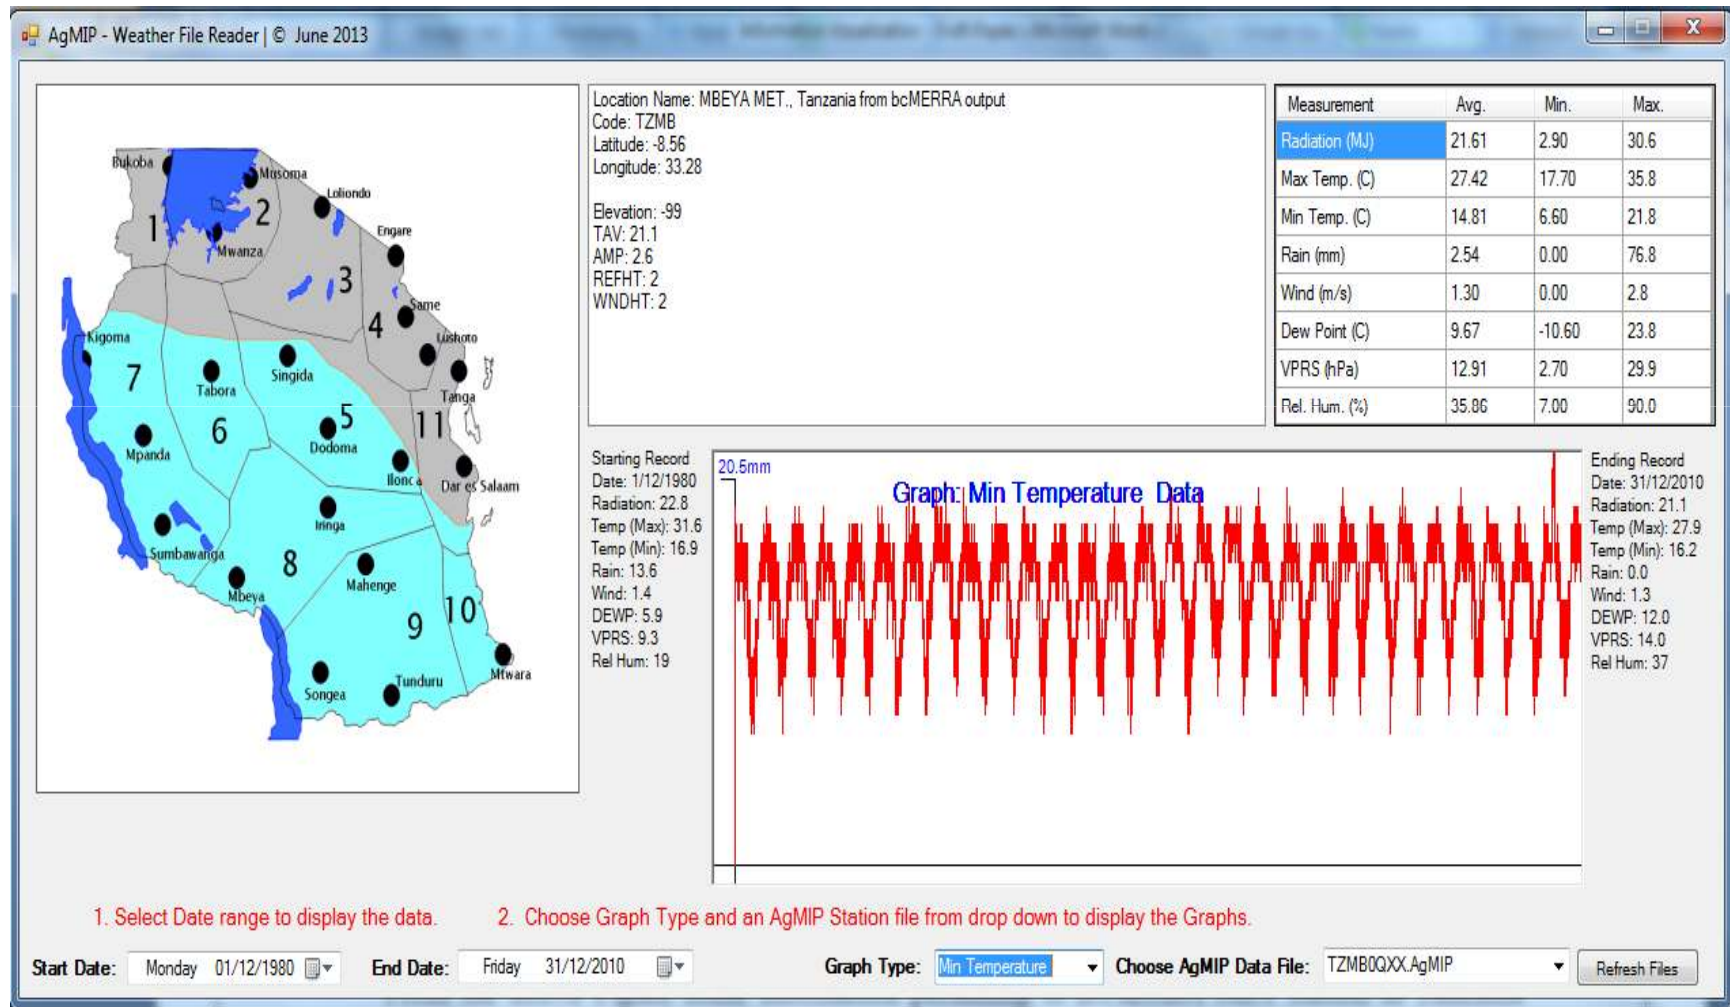 AgMIP - Weather File Reader | © June 2013
Bukoba
Musoma
Loliondo
1
2
Mwanza
Engare
3
Same
4
Lushoto
Kigoma
7
Tabora
Singida
Tanga
11
5
6
Dodoma
Mpanda
Ilonca
Dar es Salaam
Iringa
Sumbawanga
8
Mbeya
Mahenge
10
9
Songea
Tunduru
Mtwara
Location Name: MBEYA MET., Tanzania from bcMERRA output
Code: TZMB
Latitude: -8.56
Longitude: 33.28
Elevation: -99
TAV: 21.1
AMP: 2.6
REFHT: 2
WNDHT: 2
Measurement Avg. Min. Max.
Radiation (MJ) 21.61 2.90 30.6
Max Temp. (C) 27.42 17.70 35.8
Min Temp. (C) 14.81 6.60 21.8
Rain (mm) 2.54 0.00 76.8
Wind (m/s) 1.30 0.00 2.8
Dew Point (C) 9.67 -10.60 23.8
VPRS (hPa) 12.91 2.70 29.9
Rel. Hum. (%) 35.86 7.00 90.0
Starting Record
Date: 1/12/1980
Radiation: 22.8
Temp (Max): 31.6
Temp (Min): 16.9
Rain: 13.6
Wind: 1.4
DEWP: 5.9
VPRS: 9.3
Rel Hum: 19
20.5mm
Graph: Min Temperature Data
Ending Record
Date: 31/12/2010
Radiation: 21.1
Temp (Max): 27.9
Temp (Min): 16.2
Rain: 0.0
Wind: 1.3
DEWP: 12.0
VPRS: 14.0
Rel Hum: 37
1. Select Date range to display the data. 2. Choose Graph Type and an AgMIP Station file from drop down to display the Graphs.
Start Date: Monday 01/12/1980 End Date: Friday 31/12/2010 Graph Type: Min Temperature Choose AgMIP Data File: TZMB0QXX.AgMIP Refresh Files